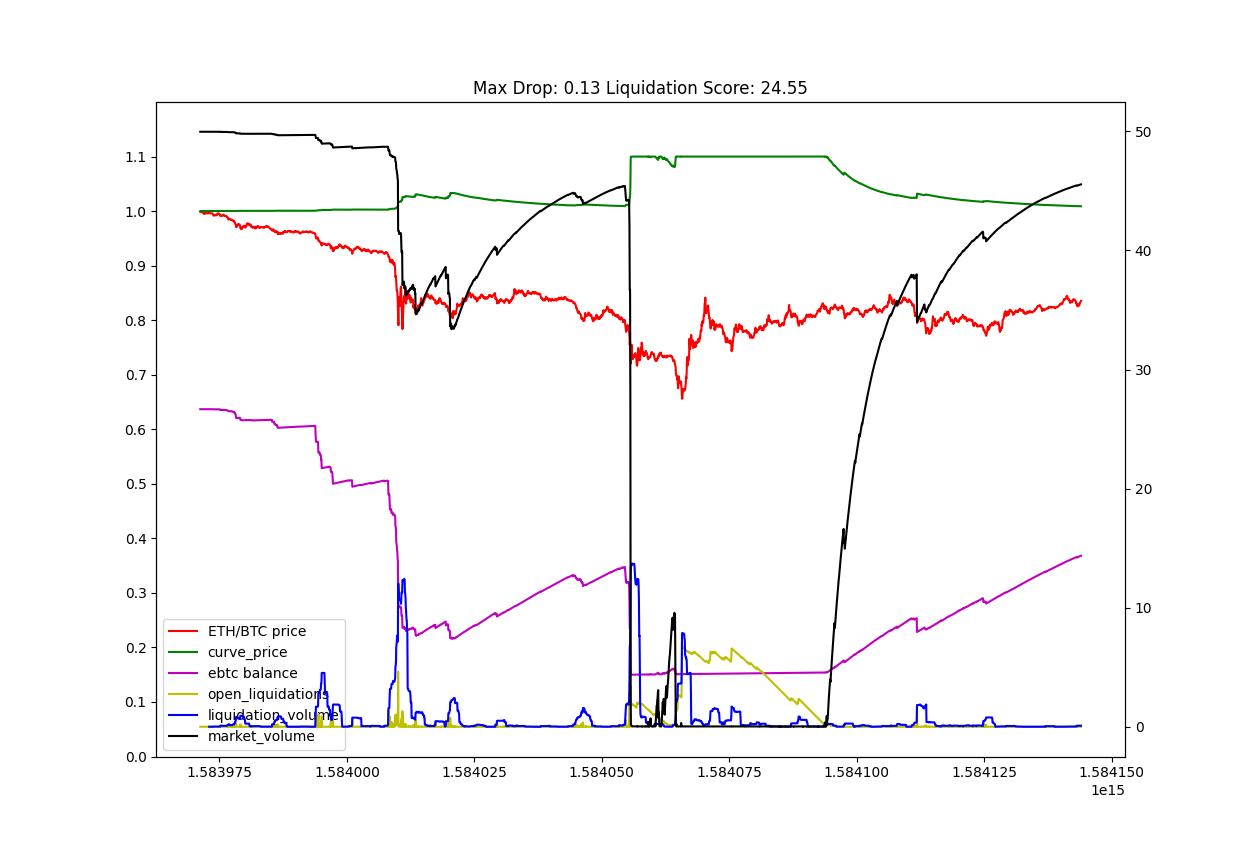 Max Drop: 0.13 Liquidation Score: 24.55
1.1
1.0
0.9
0.8
0.7
0.6
0.5
0.4
0.3
0.2
0.1
0.0
50
40
30
20
10
0
ETH/BTC price
curve_price
ebtc balance
open_liquidations
liquidation_volume
market_volume
1.583975 1.584000 1.584025 1.584050 1.584075 1.584100 1.584125 1.584150
1e15